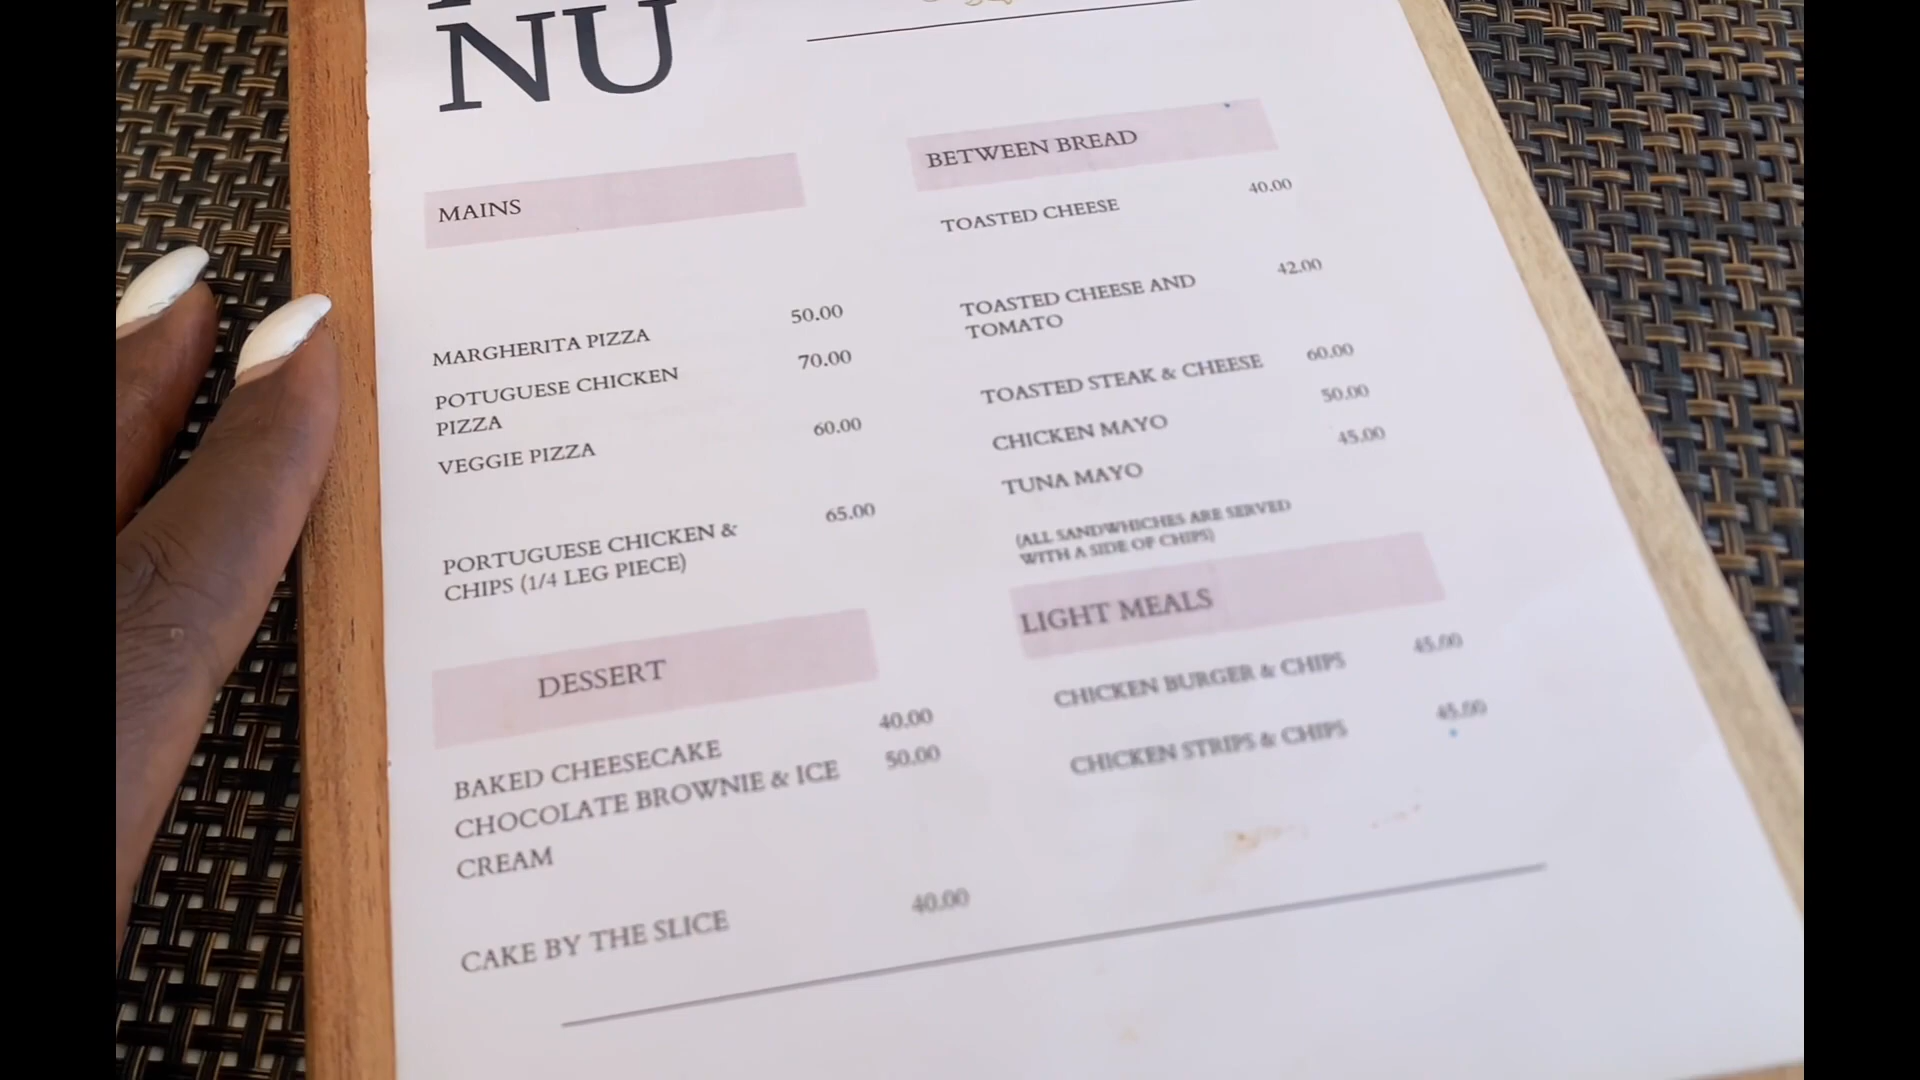 NU
MAINS
MARGHERITA PIZZA 50.00
POTUGUESE CHICKEN 70.00
PIZZA
VEGGIE PIZZA 60.00
PORTUGUESE CHICKEN & 65.00
CHIPS (1/4 LEG PIECE)
DESSERT
BAKED CHEESECAKE 40.00
CHOCOLATE BROWNIE & ICE 50.00
CREAM
CAKE BY THE SLICE 40.00
BETWEEN BREAD
TOASTED CHEESE 40.00
TOASTED CHEESE AND 42.00
TOMATO
TOASTED STEAK & CHEESE 60.00
CHICKEN MAYO 50.00
TUNA MAYO 45.00
(ALL SANDWHICHES ARE SERVED
WITH A SIDE OF CHIPS)
LIGHT MEALS
CHICKEN BURGER & CHIPS 45.00
CHICKEN STRIPS & CHIPS 45.00